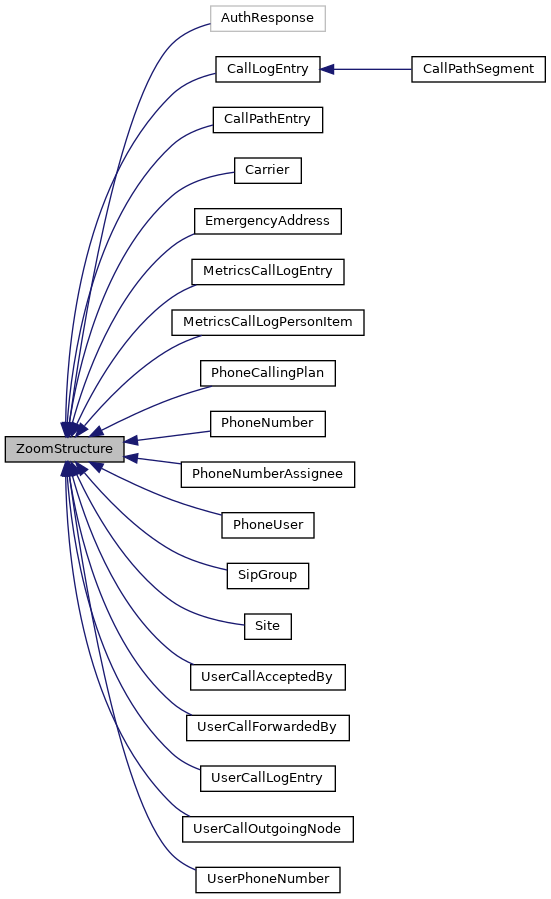 AuthResponse
CallLogEntry
CallPathSegment
CallPathEntry
Carrier
EmergencyAddress
MetricsCallLogEntry
MetricsCallLogPersonItem
PhoneCallingPlan
PhoneNumber
ZoomStructure
PhoneNumberAssignee
PhoneUser
SipGroup
Site
UserCallAcceptedBy
UserCallForwardedBy
UserCallLogEntry
UserCallOutgoingNode
UserPhoneNumber